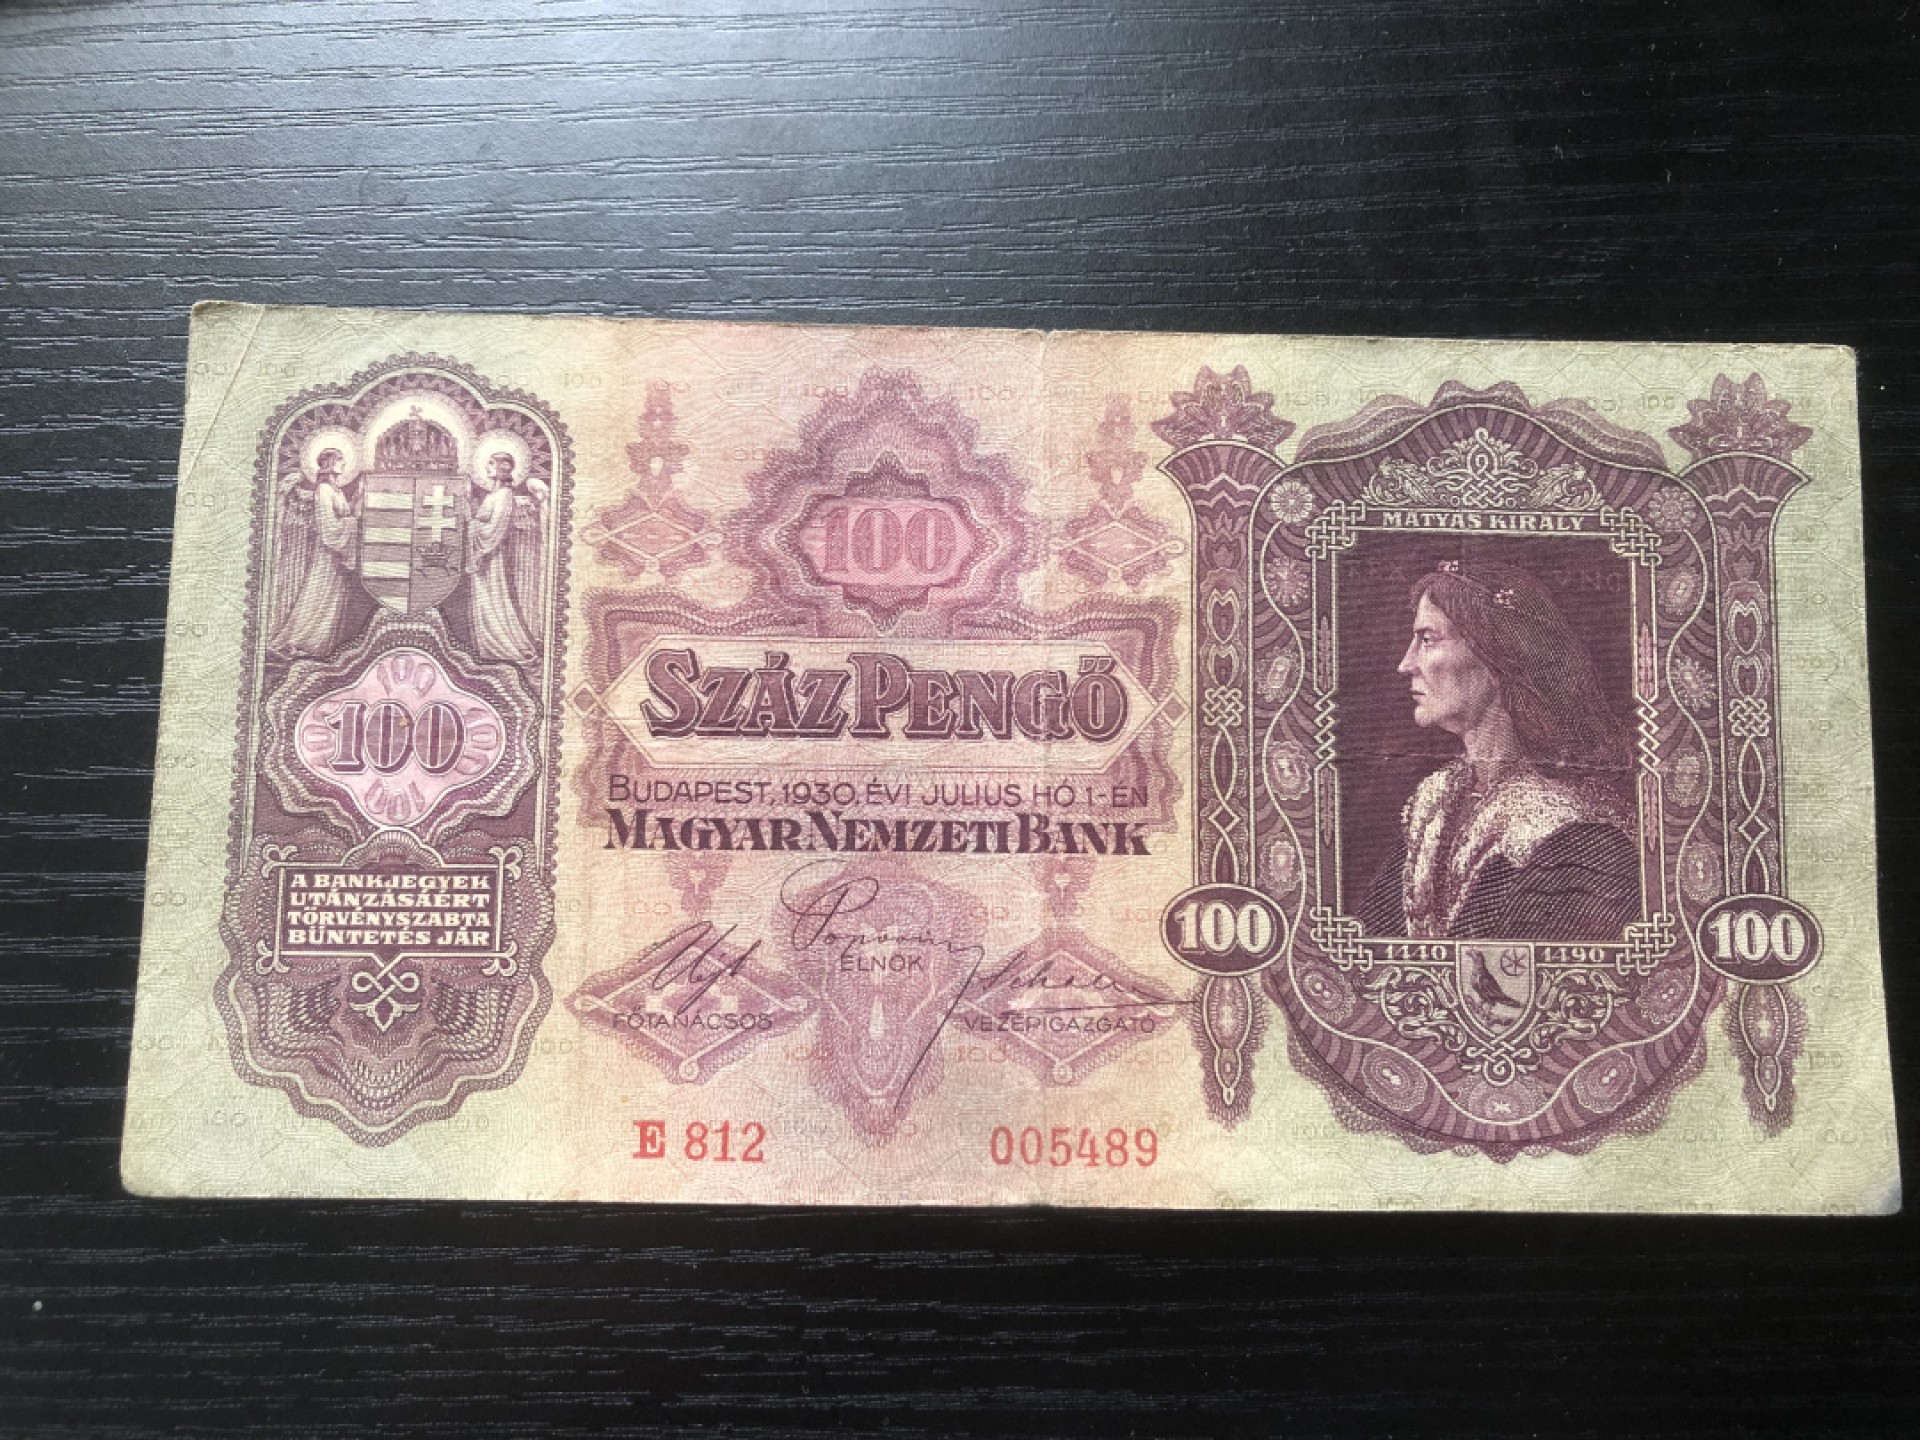 100
SZÁZ PENGŐ
BUDAPEST, 1930. ÉVI JULIUS HÓ 1-ÉN
MAGYAR NEMZETI BANK
100
A BANKJEGYEK
UTÁNZÁSÁÉRT
TÖRVÉNYSZABTA
BÜNTETÉS JÁR
FŐTANÁCSOS
ELNÖK
VEZÉRIGAZGATÓ
E 812
005489
MÁTYÁS KIRÁLY
1440 1490
100
100